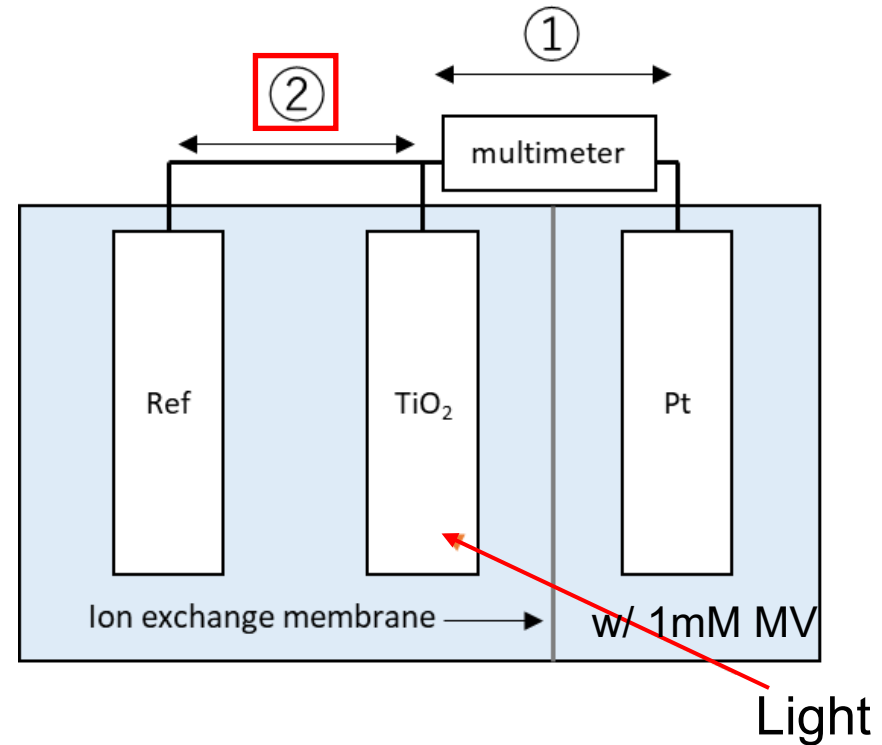 ①
②
multimeter
Ref
TiO₂
Pt
Ion exchange membrane
w/ 1mM MV
Light